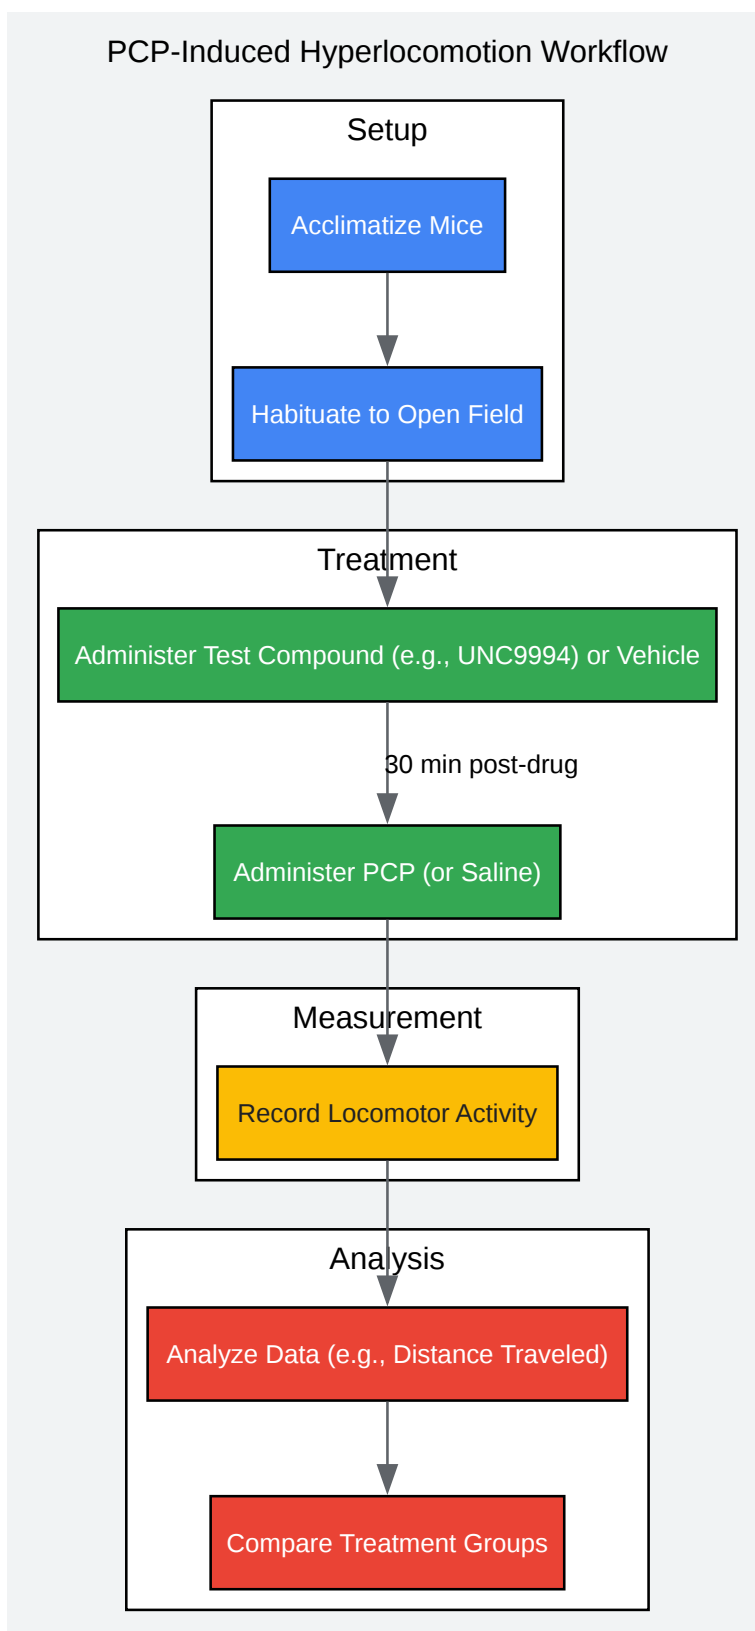 PCP-Induced Hyperlocomotion Workflow
Setup
Acclimatize Mice
Habituate to Open Field
Treatment
Administer Test Compound (e.g., UNC9994) or Vehicle
30 min post-drug
Administer PCP (or Saline)
Measurement
Record Locomotor Activity
Analysis
Analyze Data (e.g., Distance Traveled)
Compare Treatment Groups